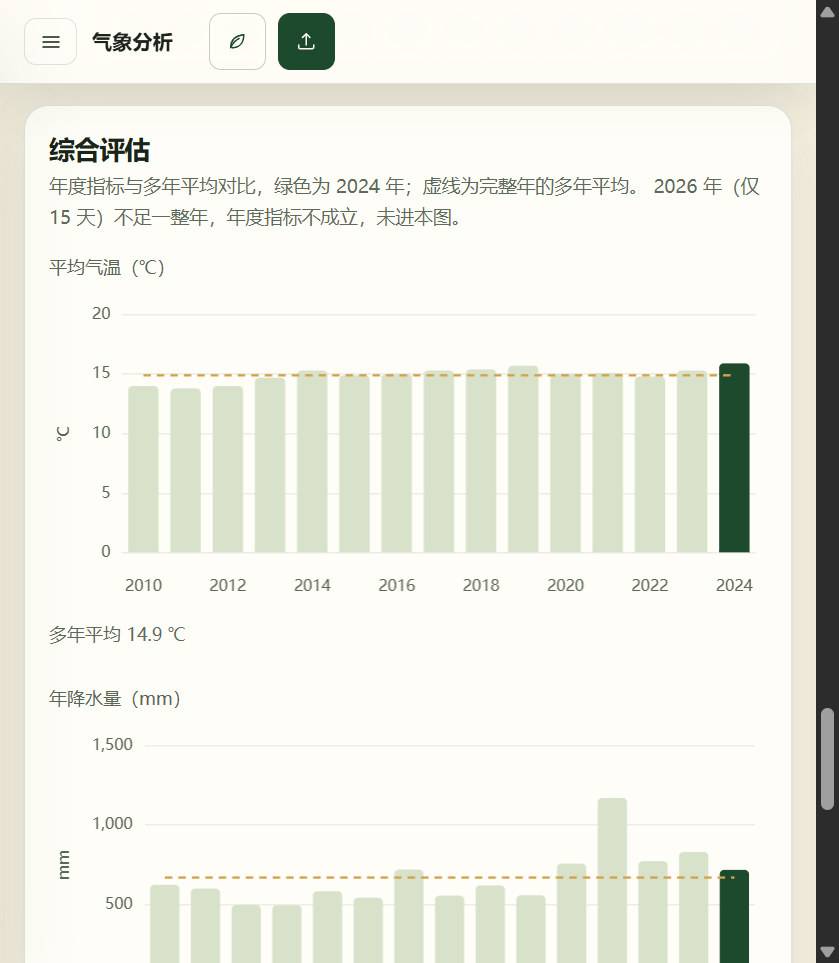 气象分析
综合评估
年度指标与多年平均对比，绿色为 2024 年；虚线为完整年的多年平均。 2026 年（仅
15 天）不足一整年，年度指标不成立，未进本图。
平均气温（℃）
20
15
10
5
0
℃
2010 2012 2014 2016 2018 2020 2022 2024
多年平均 14.9 ℃
年降水量（mm）
1,500
1,000
500
mm